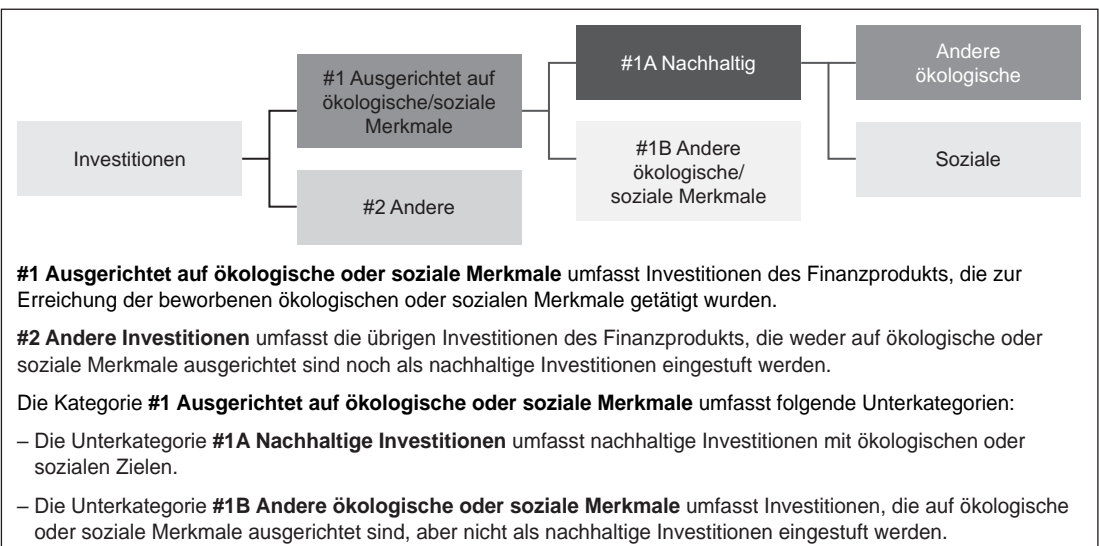 Investitionen
#1 Ausgerichtet auf
ökologische/soziale
Merkmale
#2 Andere
#1A Nachhaltig
#1B Andere
ökologische/
soziale Merkmale
Andere
ökologische
Soziale
#1 Ausgerichtet auf ökologische oder soziale Merkmale umfasst Investitionen des Finanzprodukts, die zur
Erreichung der beworbenen ökologischen oder sozialen Merkmale getätigt wurden.
#2 Andere Investitionen umfasst die übrigen Investitionen des Finanzprodukts, die weder auf ökologische oder
soziale Merkmale ausgerichtet sind noch als nachhaltige Investitionen eingestuft werden.
Die Kategorie #1 Ausgerichtet auf ökologische oder soziale Merkmale umfasst folgende Unterkategorien:
– Die Unterkategorie #1A Nachhaltige Investitionen umfasst nachhaltige Investitionen mit ökologischen oder
sozialen Zielen.
– Die Unterkategorie #1B Andere ökologische oder soziale Merkmale umfasst Investitionen, die auf ökologische
oder soziale Merkmale ausgerichtet sind, aber nicht als nachhaltige Investitionen eingestuft werden.